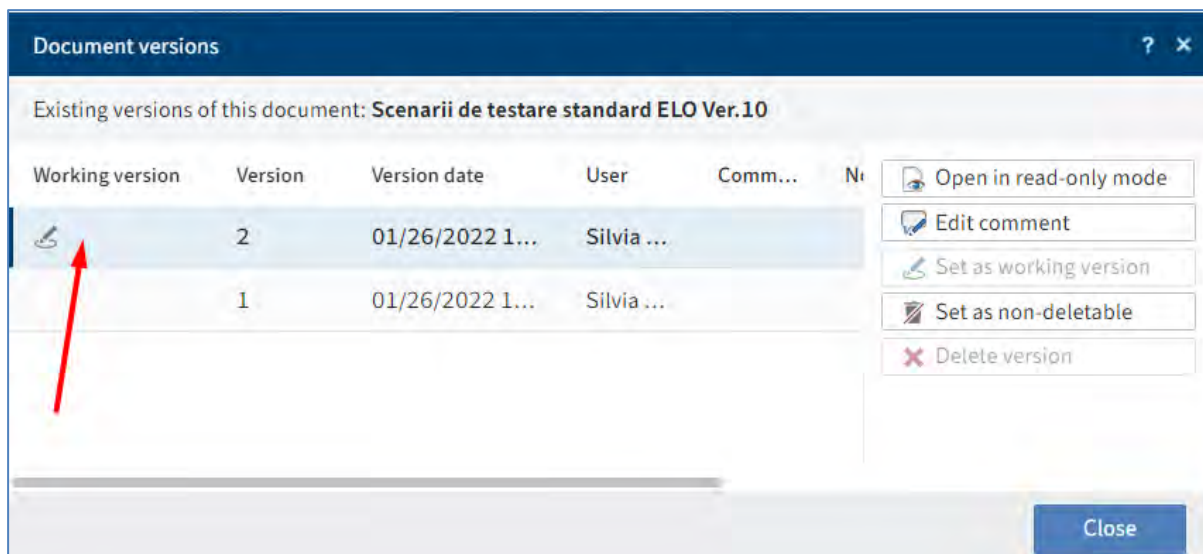 Document versions ? ×
Existing versions of this document: Scenarii de testare standard ELO Ver.10
Working version Version Version date User Comm... N
2 01/26/2022 1... Silvia ...
1 01/26/2022 1... Silvia ...
Open in read-only mode
Edit comment
Set as working version
Set as non-deletable
Delete version
Close